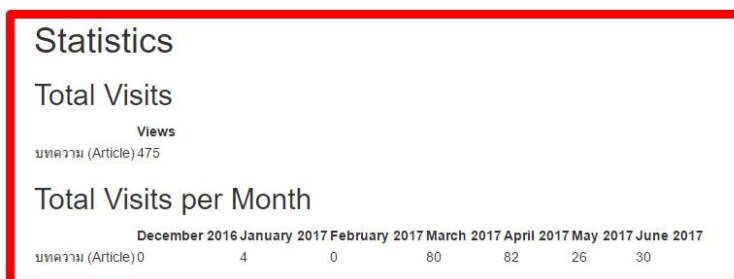 Statistics
Total Visits
Views
บทความ (Article) 475
Total Visits per Month
December 2016 January 2017 February 2017 March 2017 April 2017 May 2017 June 2017
บทความ (Article) 0 4 0 80 82 26 30